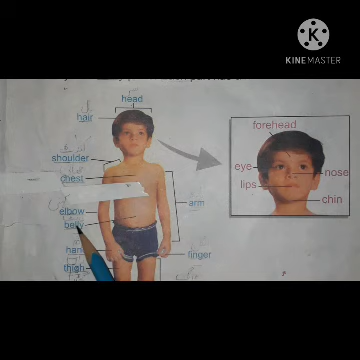 K
KINEMASTER
head
hair
shoulder
chest
elbow
belly
arm
finger
thigh
forehead
eye
nose
lips
chin